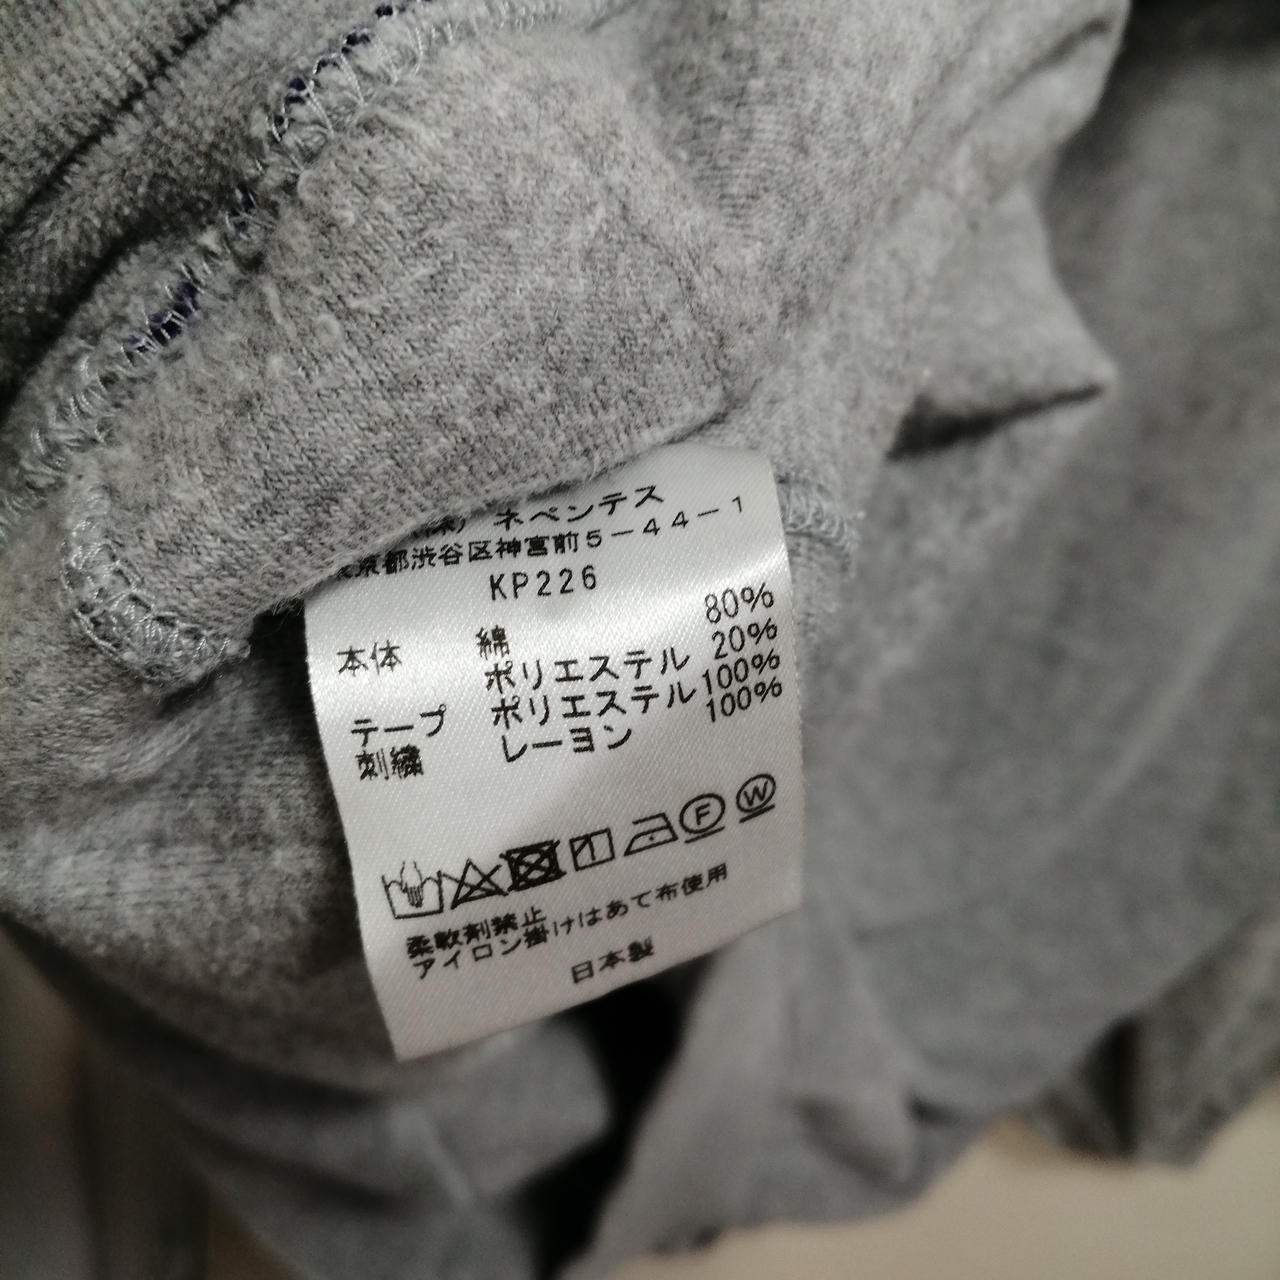 ネペンテス
京都渋谷区神宮前5-44-1
KP226
本体 綿 80%
ポリエステル 20%
テープ ポリエステル 100%
刺繍 レーヨン 100%
F W
柔軟剤禁止
アイロン掛けはあて布使用
日本製